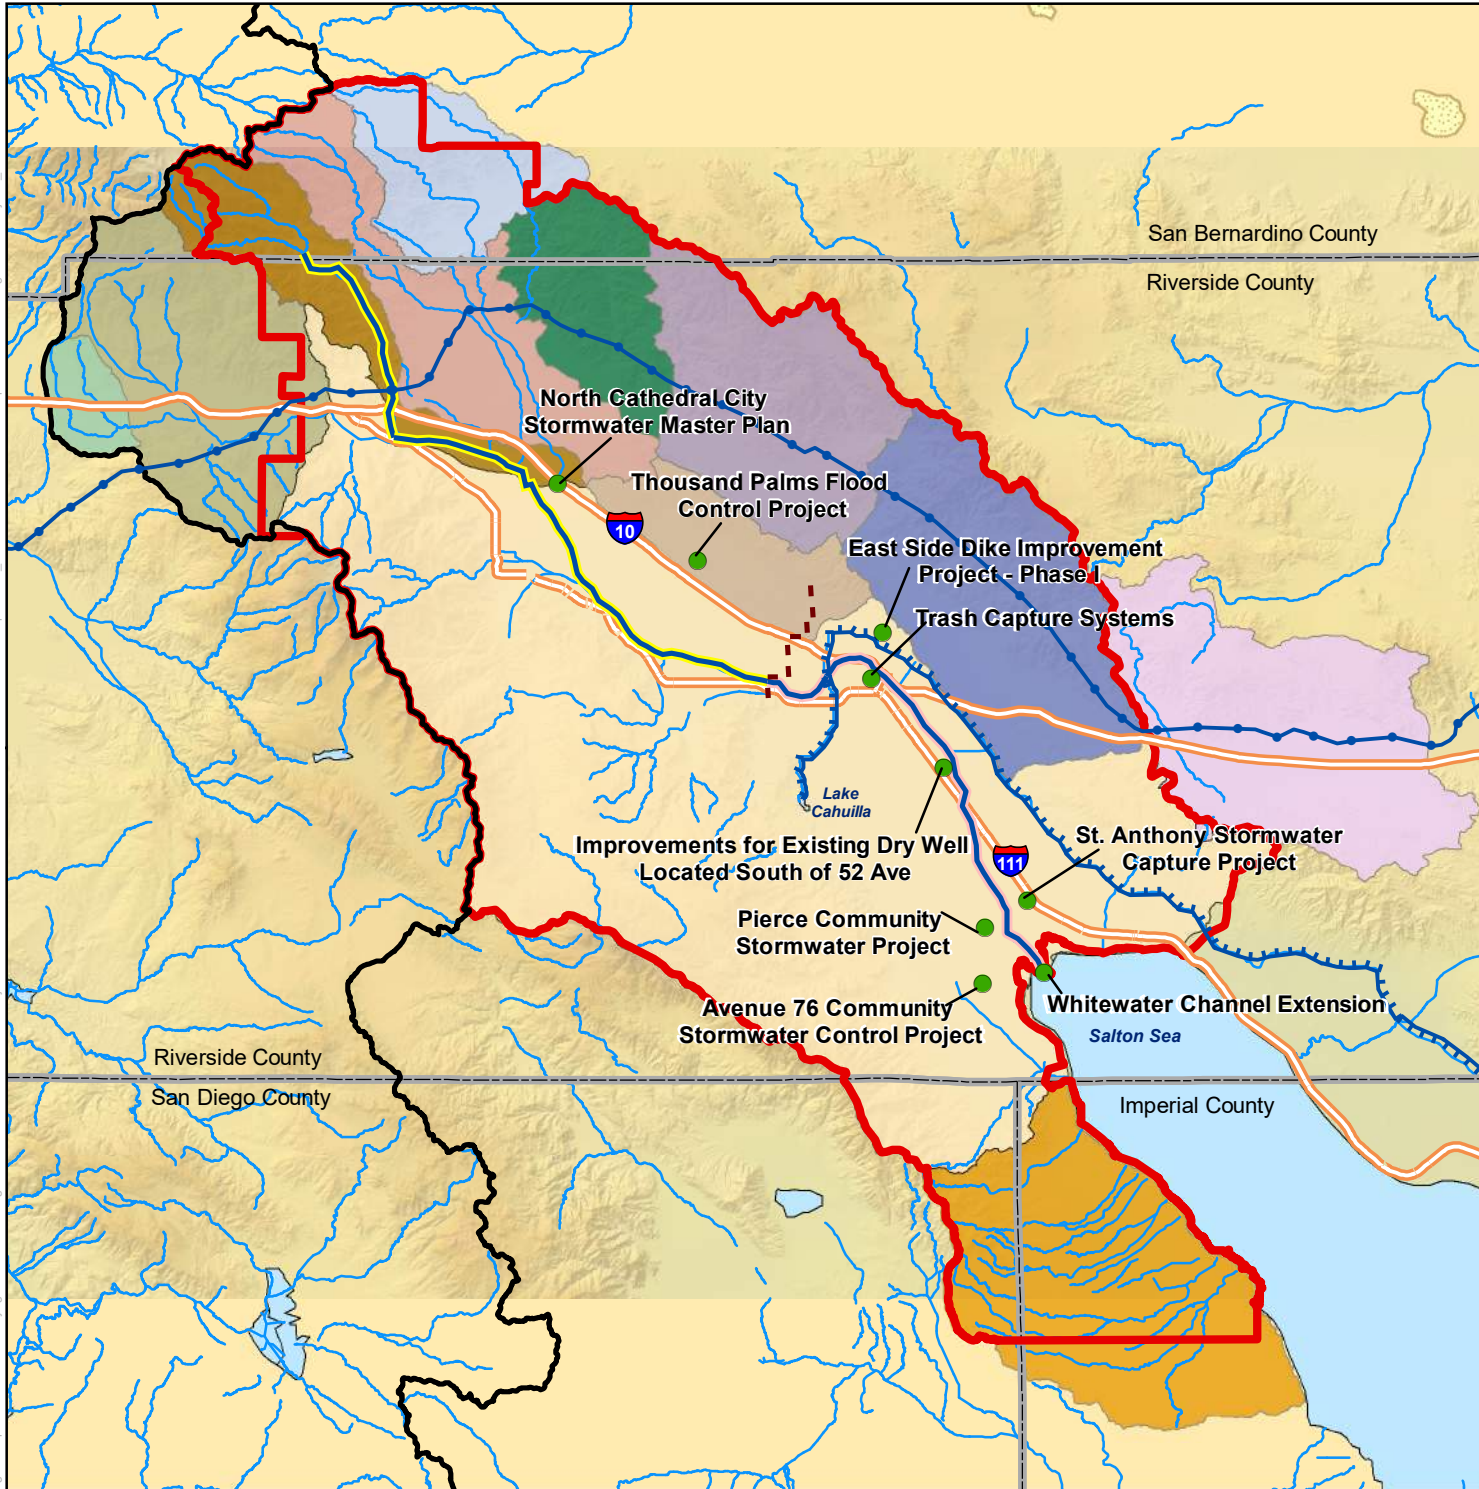 San Bernardino County
Riverside County
North Cathedral City
Stormwater Master Plan
Thousand Palms Flood
Control Project
10
East Side Dike Improvement
Project - Phase I
Trash Capture Systems
Lake
Cahuilla
Improvements for Existing Dry Well
Located South of 52 Ave
111
St. Anthony Stormwater
Capture Project
Pierce Community
Stormwater Project
Avenue 76 Community
Stormwater Control Project
Whitewater Channel Extension
Salton Sea
Riverside County
San Diego County
Imperial County